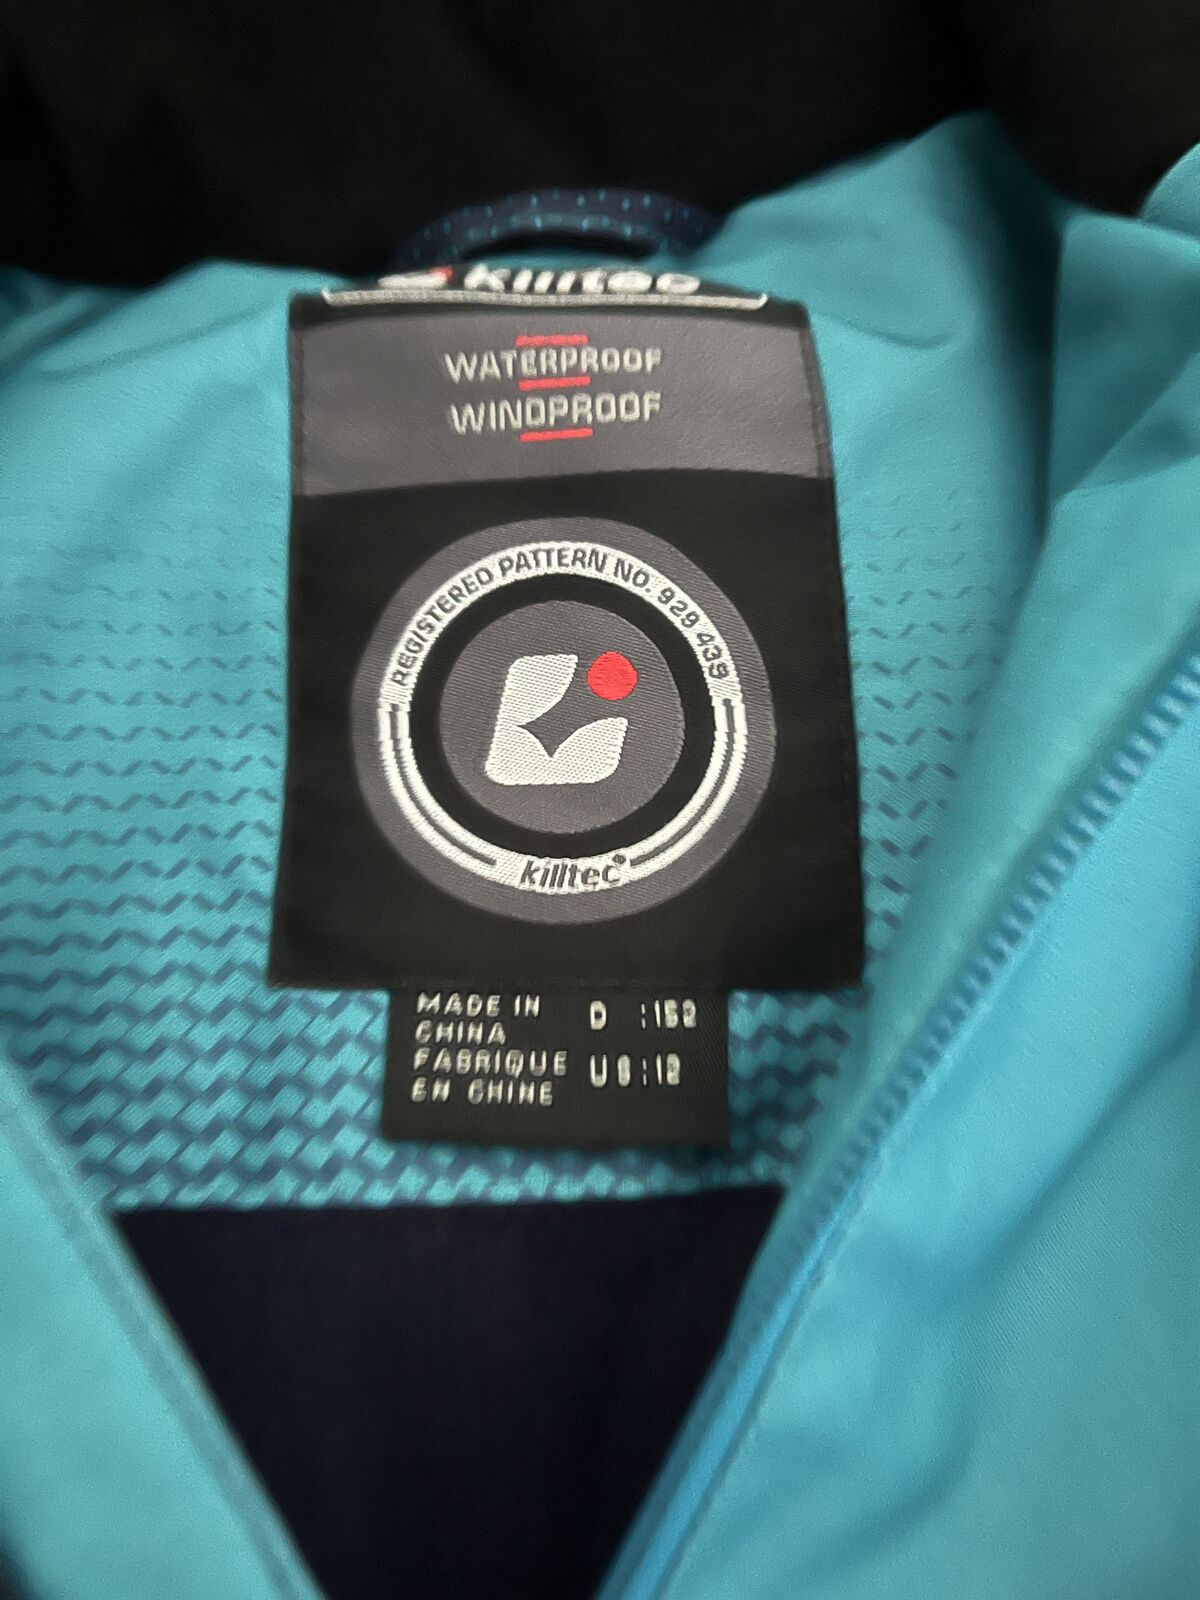 killtec
WATERPROOF
WINDPROOF
REGISTERED PATTERN NO. 929 439
killtec®
MADE IN
CHINA
FABRIQUE
EN CHINE
D :152
US:12